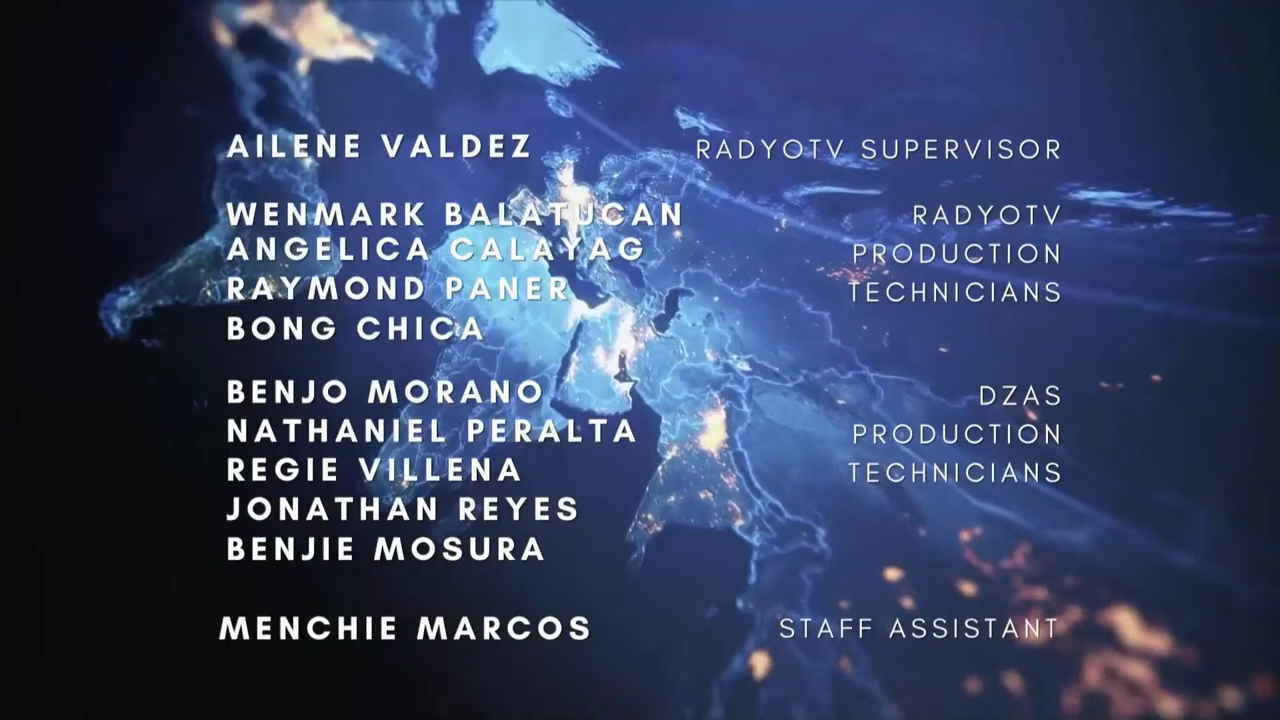 AILENE VALDEZ RADYOTV SUPERVISOR
WENMARK BALATUCAN RADYOTV
ANGELICA CALAYAG PRODUCTION
RAYMOND PANER TECHNICIANS
BONG CHICA
BENJO MORANO DZAS
NATHANIEL PERALTA PRODUCTION
REGIE VILLENA TECHNICIANS
JONATHAN REYES
BENJIE MOSURA
MENCHIE MARCOS STAFF ASSISTANT